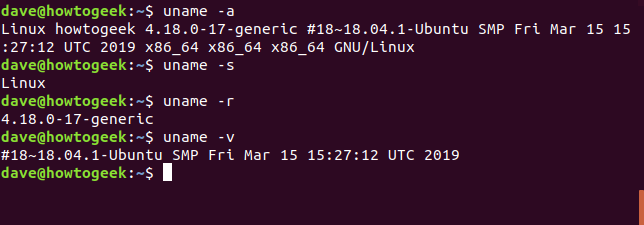 dave@howtogeek:~$ uname -a
Linux howtogeek 4.18.0-17-generic #18~18.04.1-Ubuntu SMP Fri Mar 15 15
:27:12 UTC 2019 x86_64 x86_64 x86_64 GNU/Linux
dave@howtogeek:~$ uname -s
Linux
dave@howtogeek:~$ uname -r
4.18.0-17-generic
dave@howtogeek:~$ uname -v
#18~18.04.1-Ubuntu SMP Fri Mar 15 15:27:12 UTC 2019
dave@howtogeek:~$